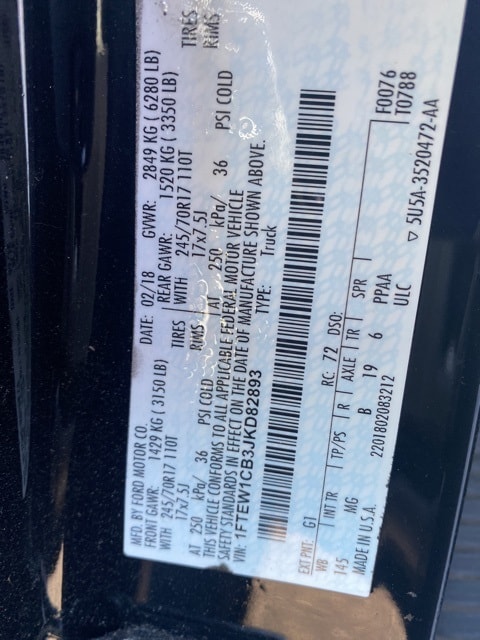 MFD. BY FORD MOTOR CO.
DATE: 02/18 GVWR: 2849 KG ( 6280 LB)
FRONT GAWR: 1429 KG ( 3150 LB)
REAR GAWR: 1520 KG ( 3350 LB)
WITH 245/70R17 110T TIRES
WITH 245/70R17 110T TIRES
17x7.5J RIMS
17x7.5J RIMS
AT 250 kPa/ 36 PSI COLD
AT 250 kPa/ 36 PSI COLD
THIS VEHICLE CONFORMS TO ALL APPLICABLE FEDERAL MOTOR VEHICLE
SAFETY STANDARDS IN EFFECT ON THE DATE OF MANUFACTURE SHOWN ABOVE.
VIN: 1FTEW1CB3JKD82893
TYPE: Truck
F0076
T0788
EXT PNT: G1 RC: 72 DSO:
WB INT TR TP/PS R AXLE TR SPR
145 MG B 19 6 PPAA
MADE IN U.S.A. 2201802083212 ULC
5U5A-3520472-AA